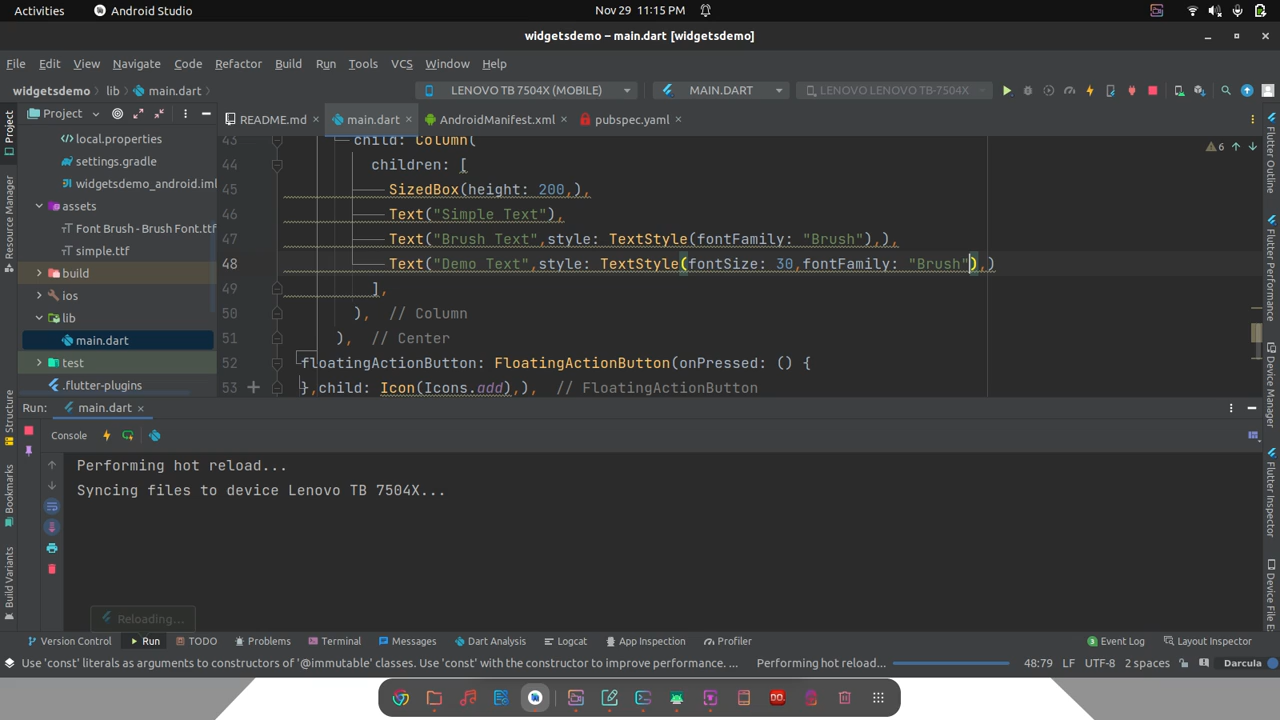 Activities
Android Studio
Nov 29 11:15 PM
widgetsdemo – main.dart [widgetsdemo]
File Edit View Navigate Code Refactor Build Run Tools VCS Window Help
widgetsdemo lib main.dart
LENOVO TB 7504X (MOBILE)
MAIN.DART
LENOVO LENOVO TB-7504X
Project
README.md
main.dart
AndroidManifest.xml
pubspec.yaml
local.properties
settings.gradle
widgetsdemo_android.iml
assets
Font Brush - Brush Font.ttf
simple.ttf
build
ios
lib
main.dart
test
.flutter-plugins
6
43 child: Column(
44 children: [
45 SizedBox(height: 200,),
46 Text("Simple Text"),
47 Text("Brush Text",style: TextStyle(fontFamily: "Brush"),),
48 Text("Demo Text",style: TextStyle(fontSize: 30,fontFamily: "Brush"),)
49 ],
50 ), // Column
51 ), // Center
52 floatingActionButton: FloatingActionButton(onPressed: () {
53 },child: Icon(Icons.add),), // FloatingActionButton
Project
Resource Manager
Structure
Bookmarks
Build Variants
Flutter Outline
Flutter Performance
Device Manager
Flutter Inspector
Run: main.dart
Console
Performing hot reload...
Syncing files to device Lenovo TB 7504X...
Reloading...
Version Control Run TODO Problems Terminal Messages Dart Analysis Logcat App Inspection Profiler
3 Event Log Layout Inspector
Use 'const' literals as arguments to constructors of '@immutable' classes. Use 'const' with the constructor to improve performance. ...
Performing hot reload...
48:79 LF UTF-8 2 spaces
Darcula